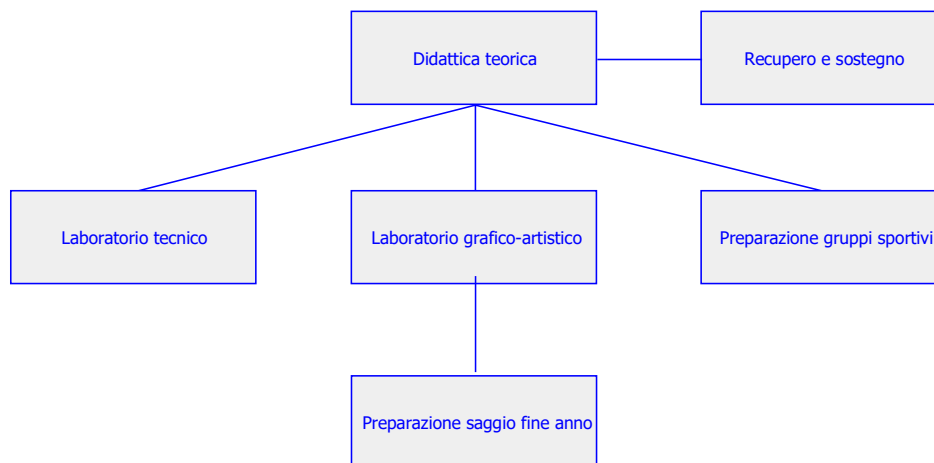 Didattica teorica
Recupero e sostegno
Laboratorio tecnico
Laboratorio grafico-artistico
Preparazione gruppi sportivi
Preparazione saggio fine anno